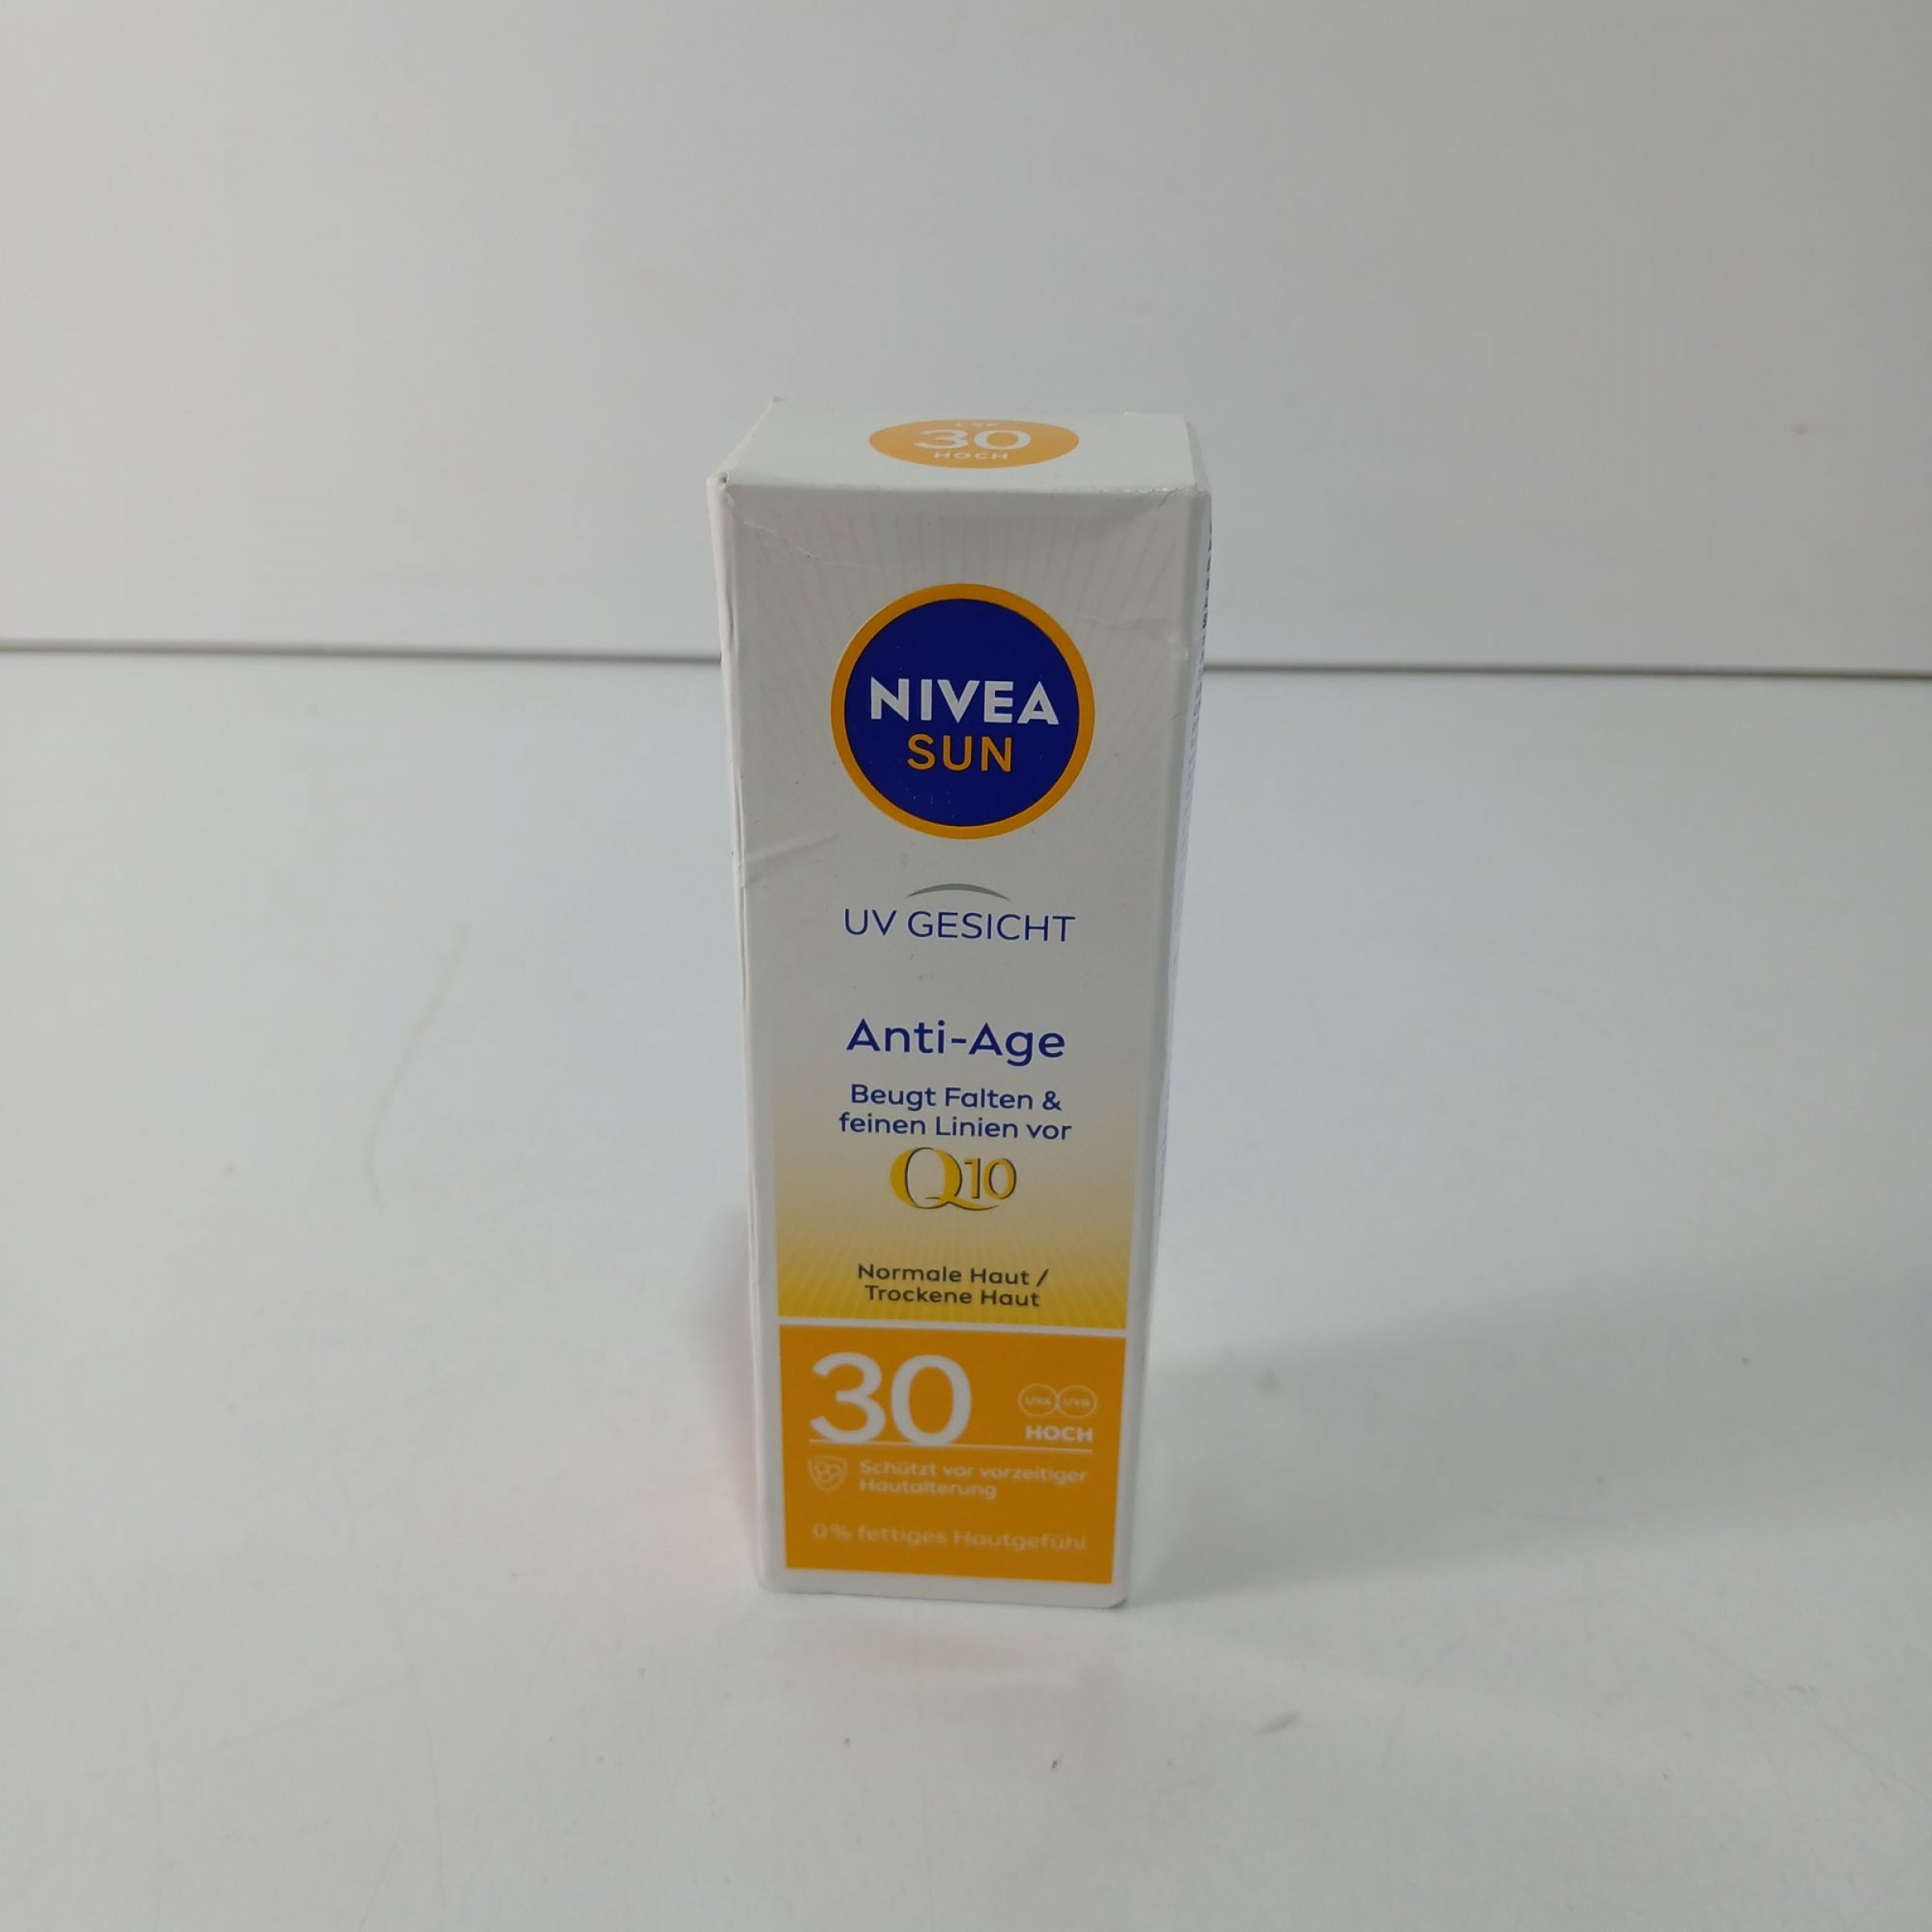 30
HOCH
NIVEA
SUN
UV GESICHT
Anti-Age
Beugt Falten &
feinen Linien vor
Q10
Normale Haut /
Trockene Haut
30
UVA UVB
HOCH
Schützt vor vorzeitiger
Hautalterung
0% fettiges Hautgefühl